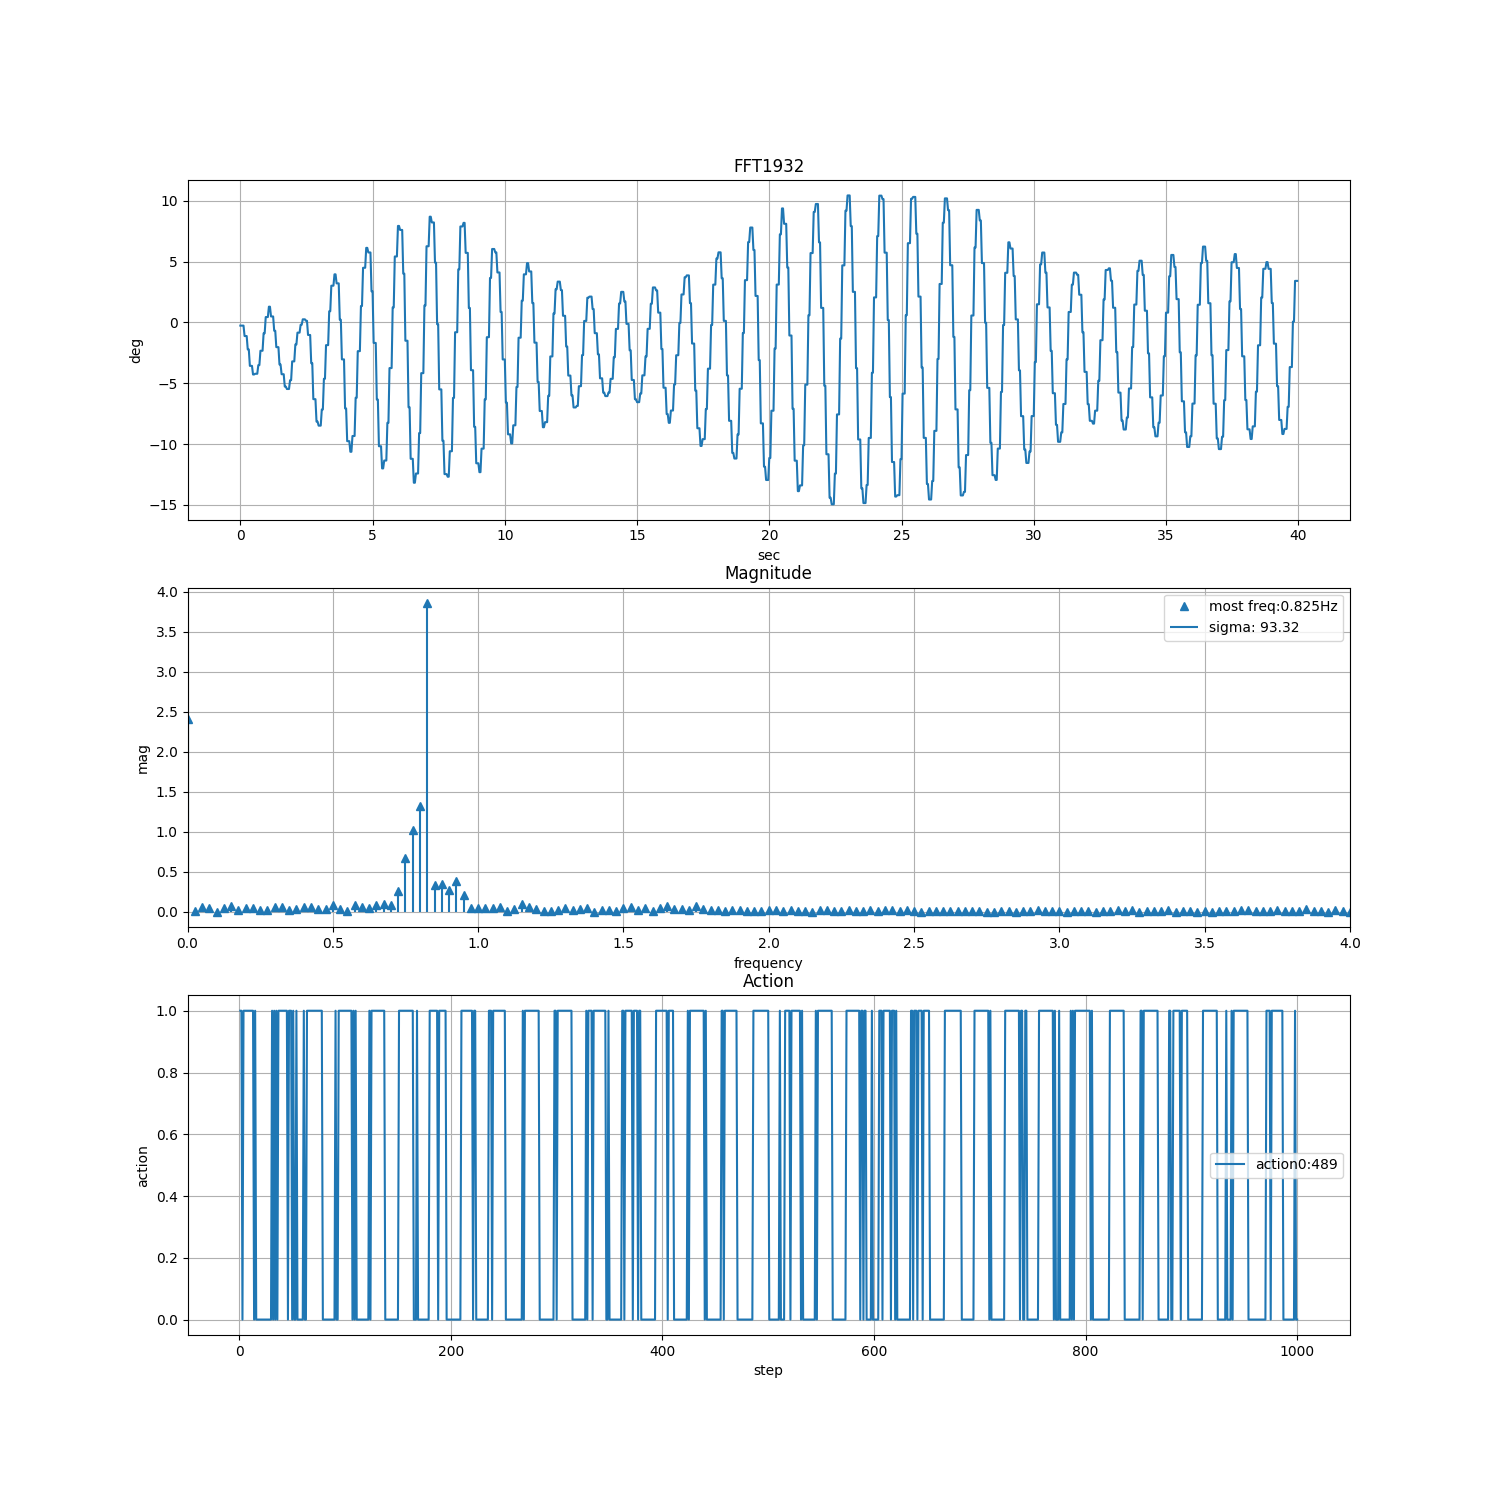 FFT1932
10
5
0
−5
−10
−15
deg
0 5 10 15 20 25 30 35 40
sec
Magnitude
4.0
3.5
3.0
2.5
2.0
1.5
1.0
0.5
0.0
mag
most freq:0.825Hz
sigma: 93.32
0.0 0.5 1.0 1.5 2.0 2.5 3.0 3.5 4.0
frequency
Action
1.0
0.8
0.6
0.4
0.2
0.0
action
action0:489
0 200 400 600 800 1000
step